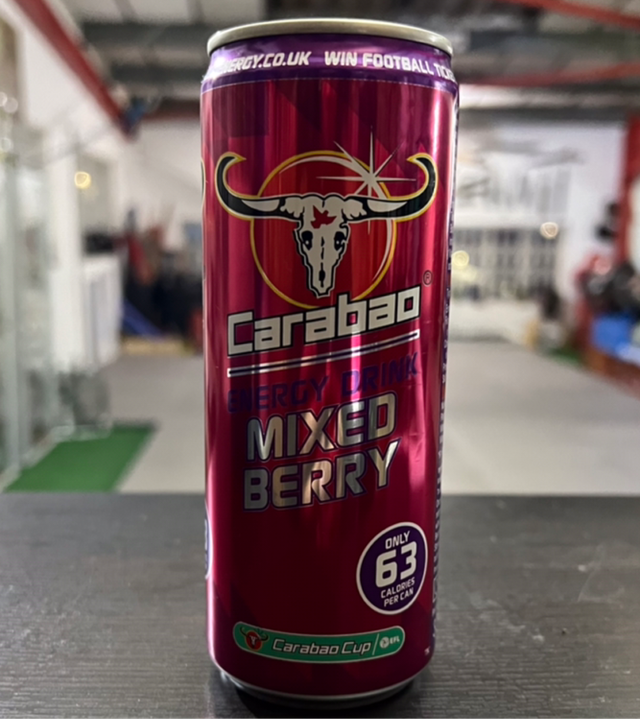 ERGY.CO.UK WIN FOOTBALL TICK
Carabao®
ENERGY DRINK
MIXED
BERRY
ONLY
63
CALORIES
PER CAN
Carabao Cup EFL